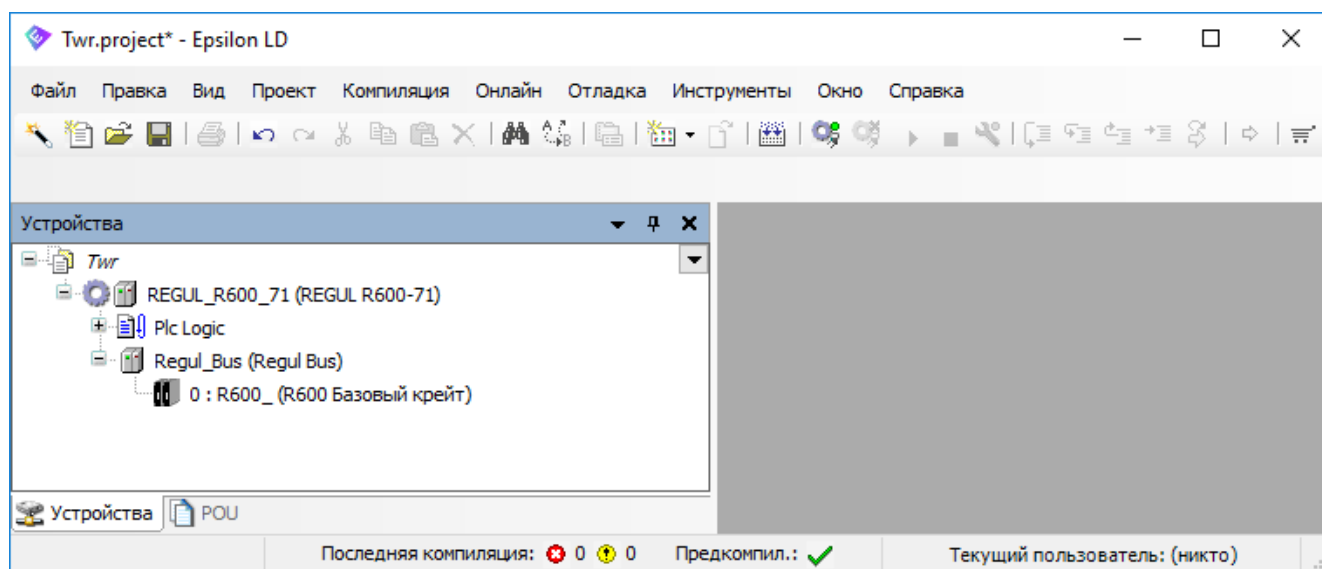 Twr.project* - Epsilon LD
Файл Правка Вид Проект Компиляция Онлайн Отладка Инструменты Окно Справка
Устройства
Twr
REGUL_R600_71 (REGUL R600-71)
Plc Logic
Regul_Bus (Regul Bus)
0 : R600_ (R600 Базовый крейт)
Устройства POU
Последняя компиляция: 0 0 Предкомпил.: Текущий пользователь: (никто)